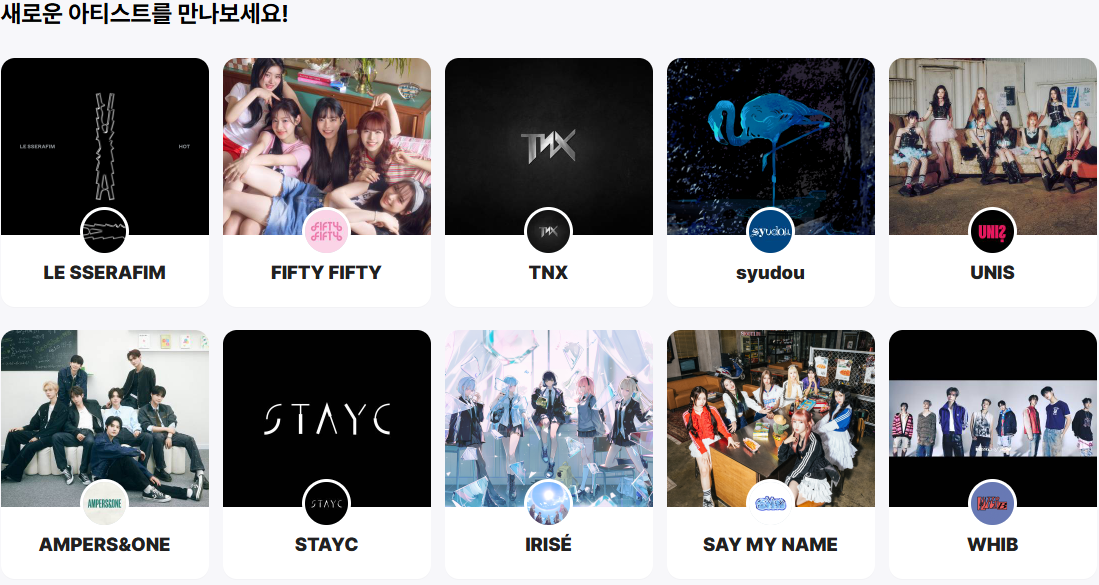 새로운 아티스트를 만나보세요!
LE SSERAFIM
HOT
TNX
FIFTY
FIFTY
TNX
syudou
UNIS
LE SSERAFIM
FIFTY FIFTY
TNX
syudou
UNIS
STAYC
AMPERS&ONE
STAYC
AMPERS&ONE
STAYC
IRISÉ
SAY MY NAME
WHIB